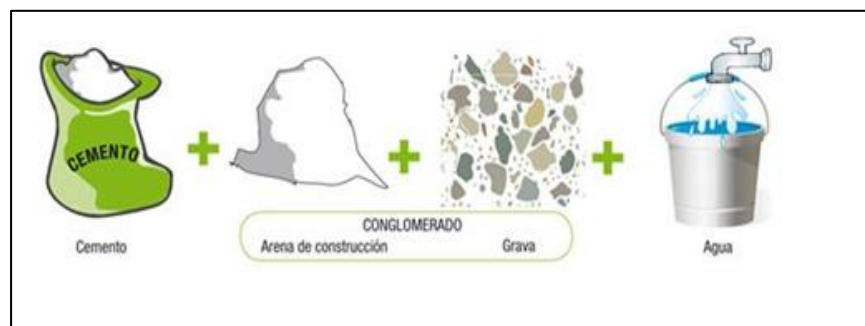 CEMENTO
CONGLOMERADO
Cemento
Arena de construcción
Grava
Agua